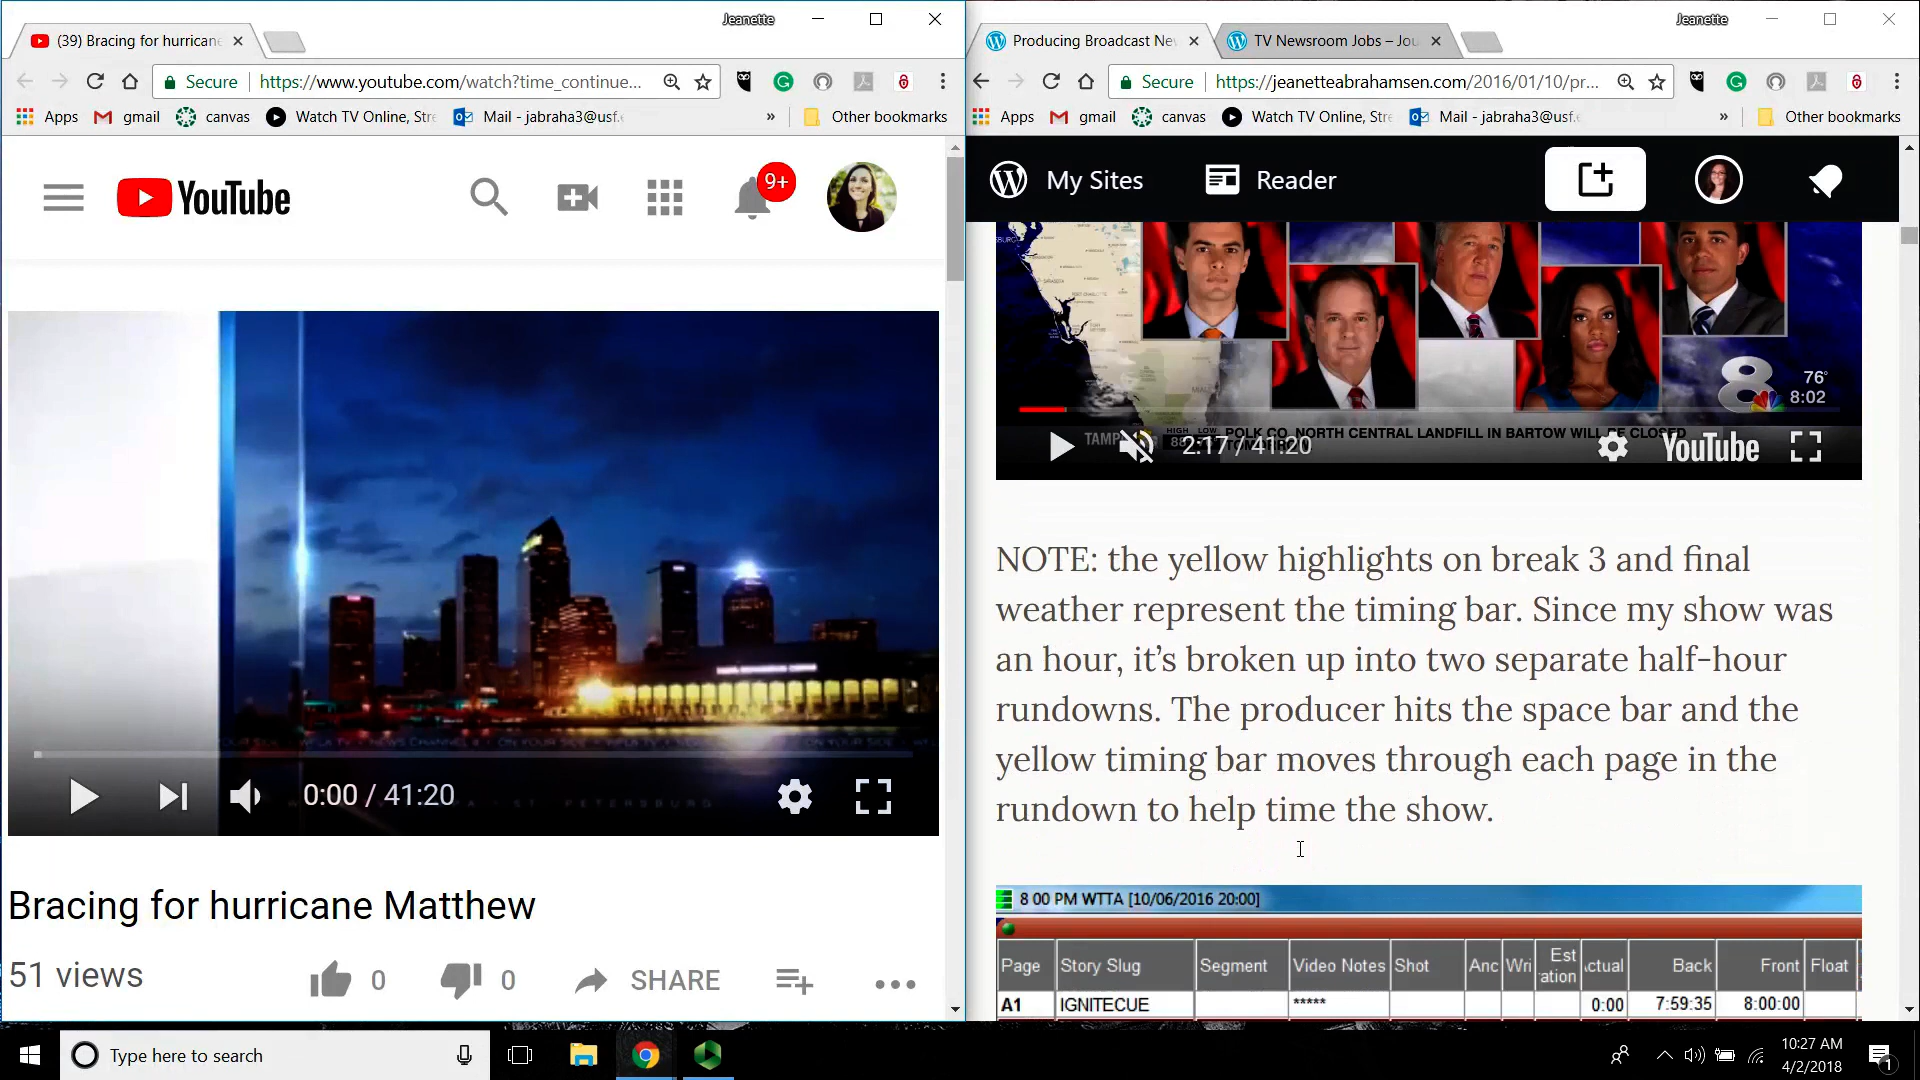 Jeanette
(39) Bracing for hurricane
Secure
https://www.youtube.com/watch?time_continue...
Apps
gmail
canvas
Watch TV Online, Stre
Mail - jabraha3@usf.e
»
Other bookmarks
YouTube
9+
0:00 / 41:20
Bracing for hurricane Matthew
51 views
0
0
SHARE
Jeanette
Producing Broadcast Nev
TV Newsroom Jobs – Jou
Secure
https://jeanetteabrahamsen.com/2016/01/10/pr...
Apps
gmail
canvas
Watch TV Online, Stre
Mail - jabraha3@usf.e
»
Other bookmarks
My Sites
Reader
8
76°
8:02
HIGH LOW
POLK CO. NORTH CENTRAL LANDFILL IN BARTOW WILL BE CLOSED
TOMORROW
2:17 / 41:20
YouTube
NOTE: the yellow highlights on break 3 and final
weather represent the timing bar. Since my show was
an hour, it’s broken up into two separate half-hour
rundowns. The producer hits the space bar and the
yellow timing bar moves through each page in the
rundown to help time the show.
8 00 PM WTTA [10/06/2016 20:00]
Page Story Slug Segment Video Notes Shot Anc Wri Est ation ctual Back Front Float
A1 IGNITECUE ***** 0:00 7:59:35 8:00:00
Type here to search
10:27 AM
4/2/2018
1